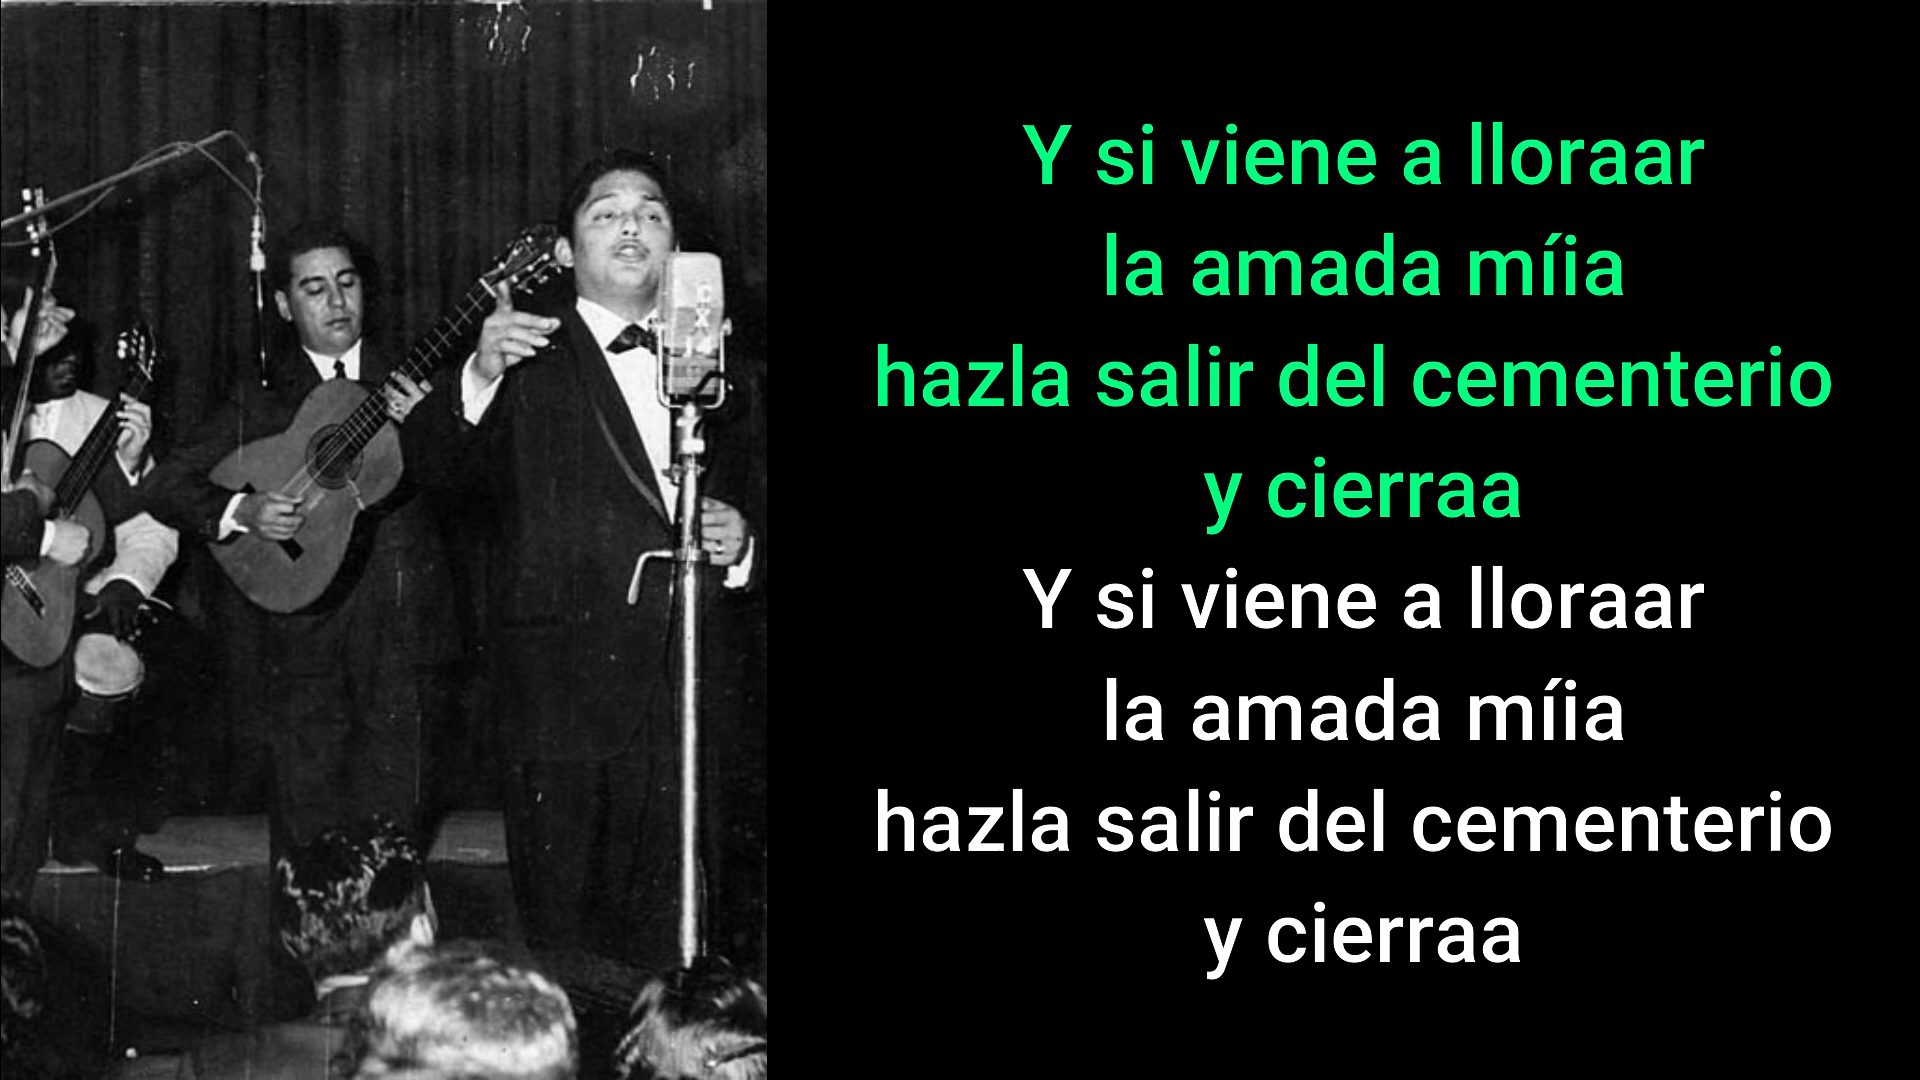 Y si viene a lloraar
la amada míia
hazla salir del cementerio
y cierraa
Y si viene a lloraar
la amada míia
hazla salir del cementerio
y cierraa